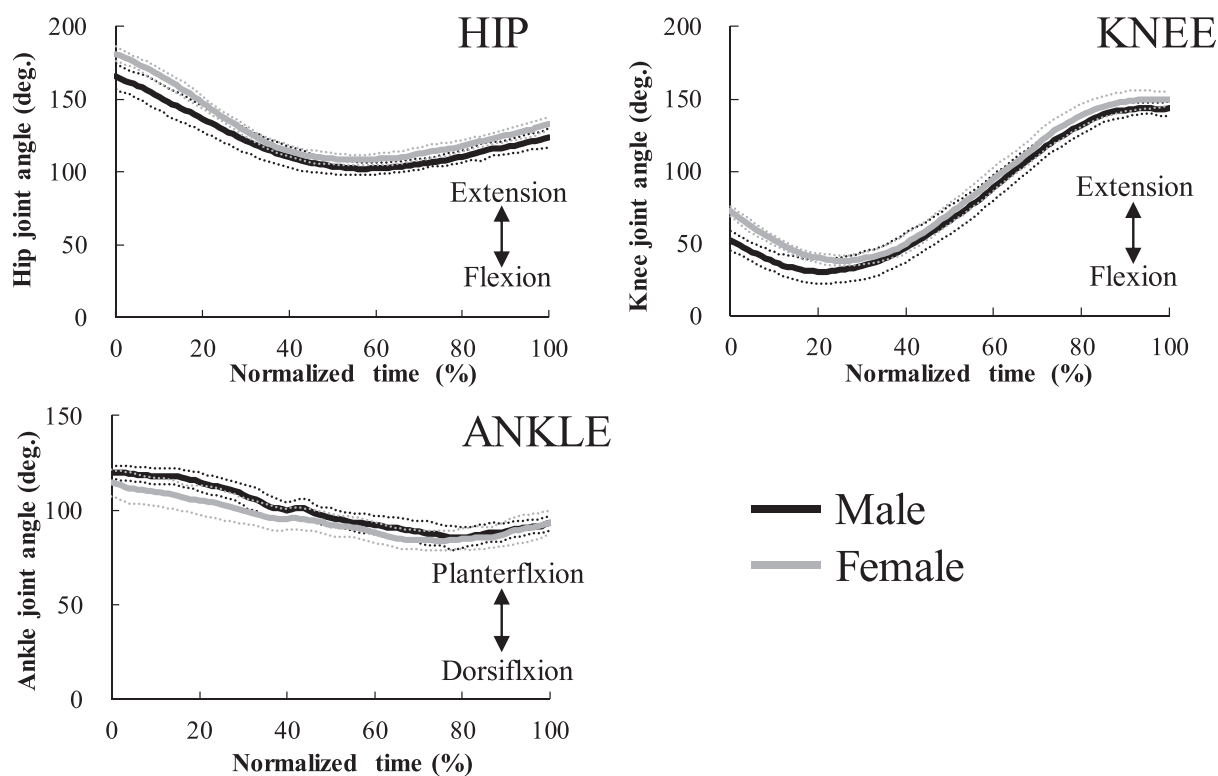 HIP
Hip joint angle (deg.)
200
150
100
50
0
Extension
Flexion
0 20 40 60 80 100
Normalized time (%)
KNEE
Knee joint angle (deg.)
200
150
100
50
0
Extension
Flexion
0 20 40 60 80 100
Normalized time (%)
ANKLE
Ankle joint angle (deg.)
150
100
50
0
Planterflxion
Dorsiflxion
0 20 40 60 80 100
Normalized time (%)
Male
Female